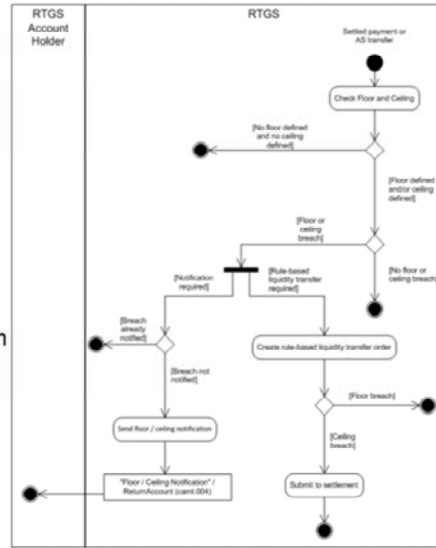 RTGS
Account
Holder
RTGS
Settled payment or
AS transfer
Check Floor and Ceiling
[No floor defined
and no ceiling
defined]
[Floor defined
and/or ceiling
defined]
[Floor or
ceiling
breach]
[No floor or
ceiling breach]
[Notification
required]
[Rule-based
liquidity transfer
required]
[Breach
already
notified]
Create rule-based liquidity transfer order
[Breach not
notified]
[Floor breach]
Send floor / ceiling notification
[Ceiling
breach]
"Floor / Ceiling Notification" /
ReturnAccount (camt.004)
Submit to settlement